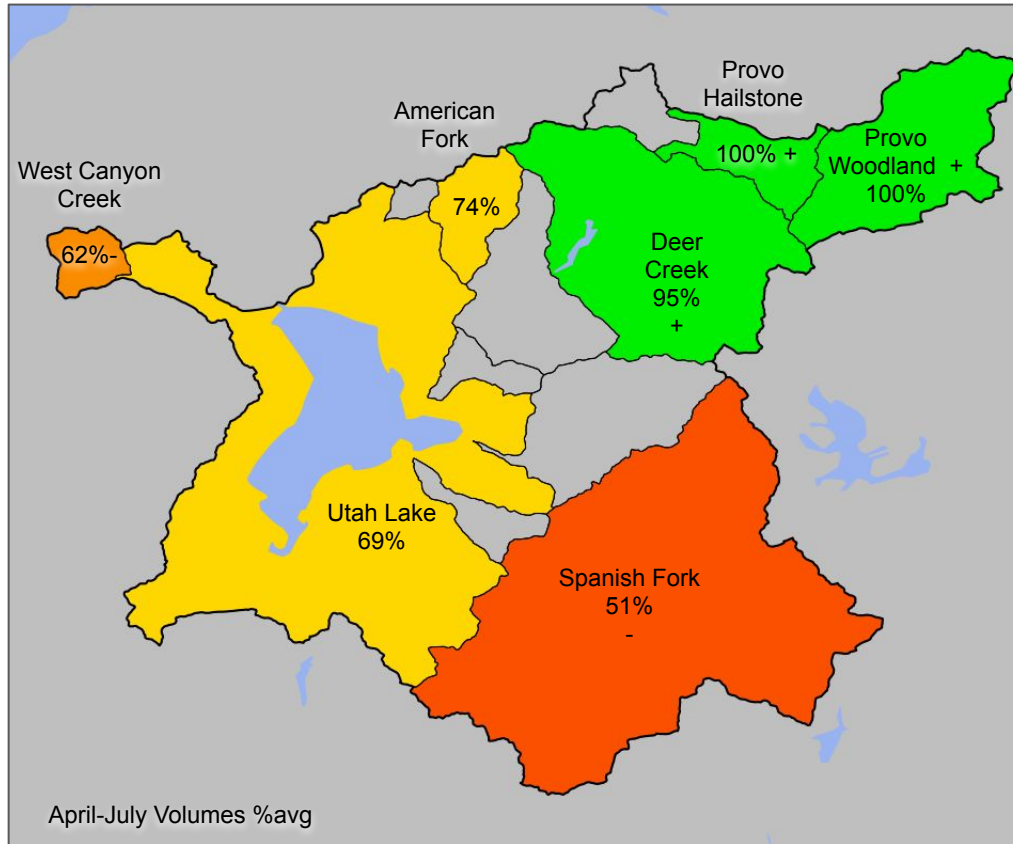 Provo
Hailstone
American
Fork
100% +
Provo
Woodland +
100%
West Canyon
Creek
74%
62%-
Deer
Creek
95%
+
Utah Lake
69%
Spanish Fork
51%
-
April-July Volumes %avg